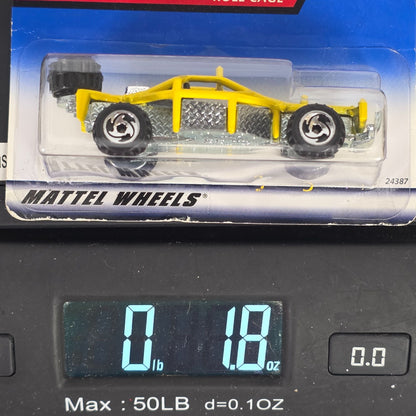 ROLL CAGE
MATTEL WHEELS®
24387
0 lb 1.8 oz
0.0
Max : 50LB d=0.1OZ